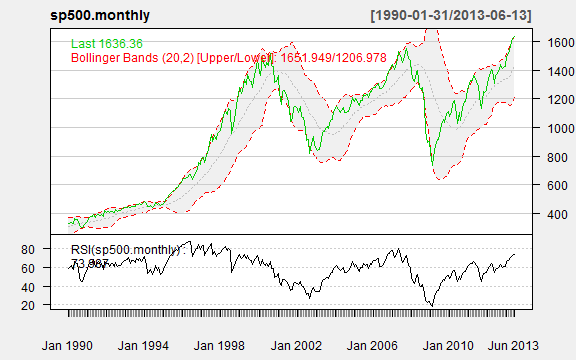 sp500.monthly [1990-01-31/2013-06-13]
Last 1636.36
Bollinger Bands (20,2) [Upper/Lower]: 1651.949/1206.978
1600
1400
1200
1000
800
600
400
RSI(sp500.monthly) :
73.987
80
60
40
20
Jan 1990 Jan 1994 Jan 1998 Jan 2002 Jan 2006 Jan 2010 Jun 2013